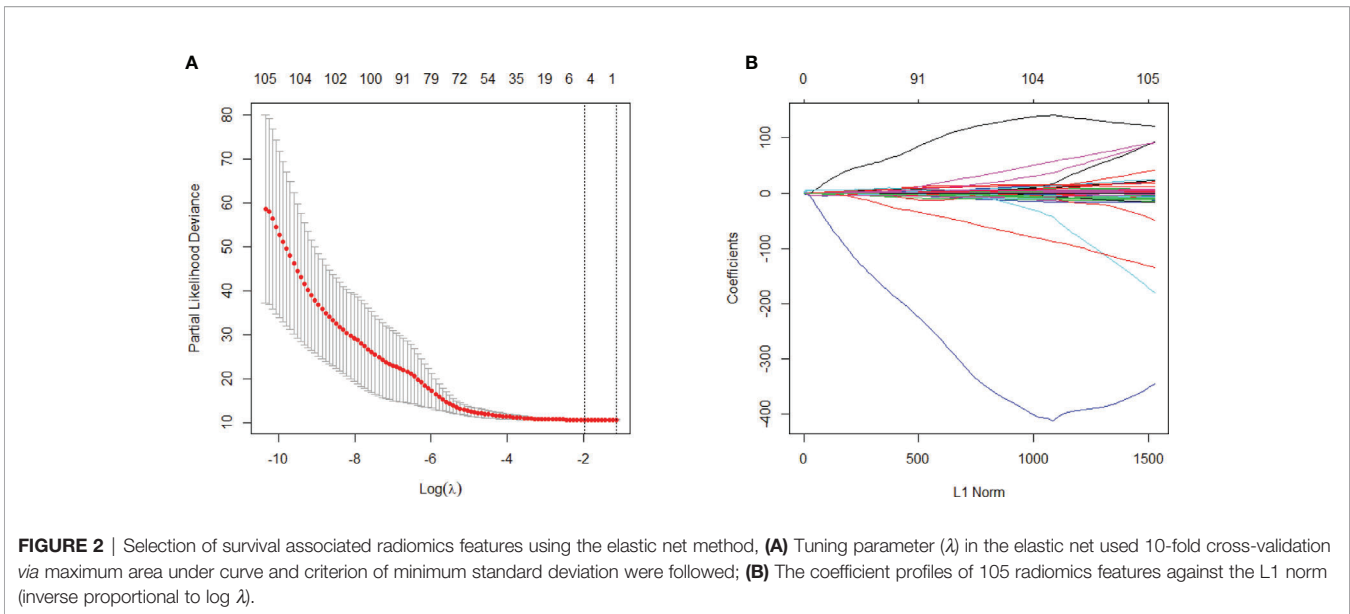 A
105 104 102 100 91 79 72 54 35 19 6 4 1
80
70
60
50
40
30
20
10
Partial Likelihood Deviance
-10 -8 -6 -4 -2
Log(λ)
B
0 91 104 105
100
0
-100
-200
-300
-400
Coefficients
0 500 1000 1500
L1 Norm
FIGURE 2 | Selection of survival associated radiomics features using the elastic net method, (A) Tuning parameter (λ) in the elastic net used 10-fold cross-validation
via maximum area under curve and criterion of minimum standard deviation were followed; (B) The coefficient profiles of 105 radiomics features against the L1 norm
(inverse proportional to log λ).